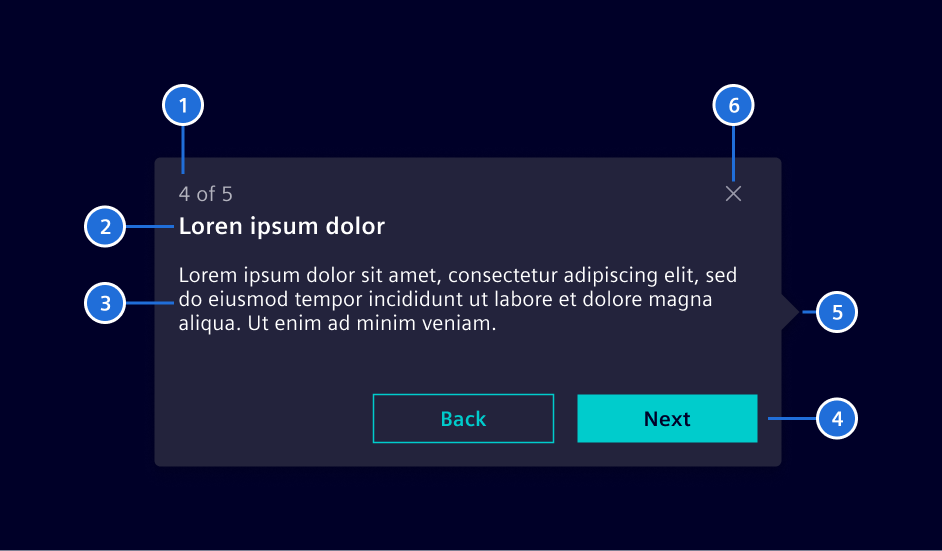 1
6
4 of 5
2
Loren ipsum dolor
Lorem ipsum dolor sit amet, consectetur adipiscing elit, sed
3
do eiusmod tempor incididunt ut labore et dolore magna
5
aliqua. Ut enim ad minim veniam.
Back
Next
4